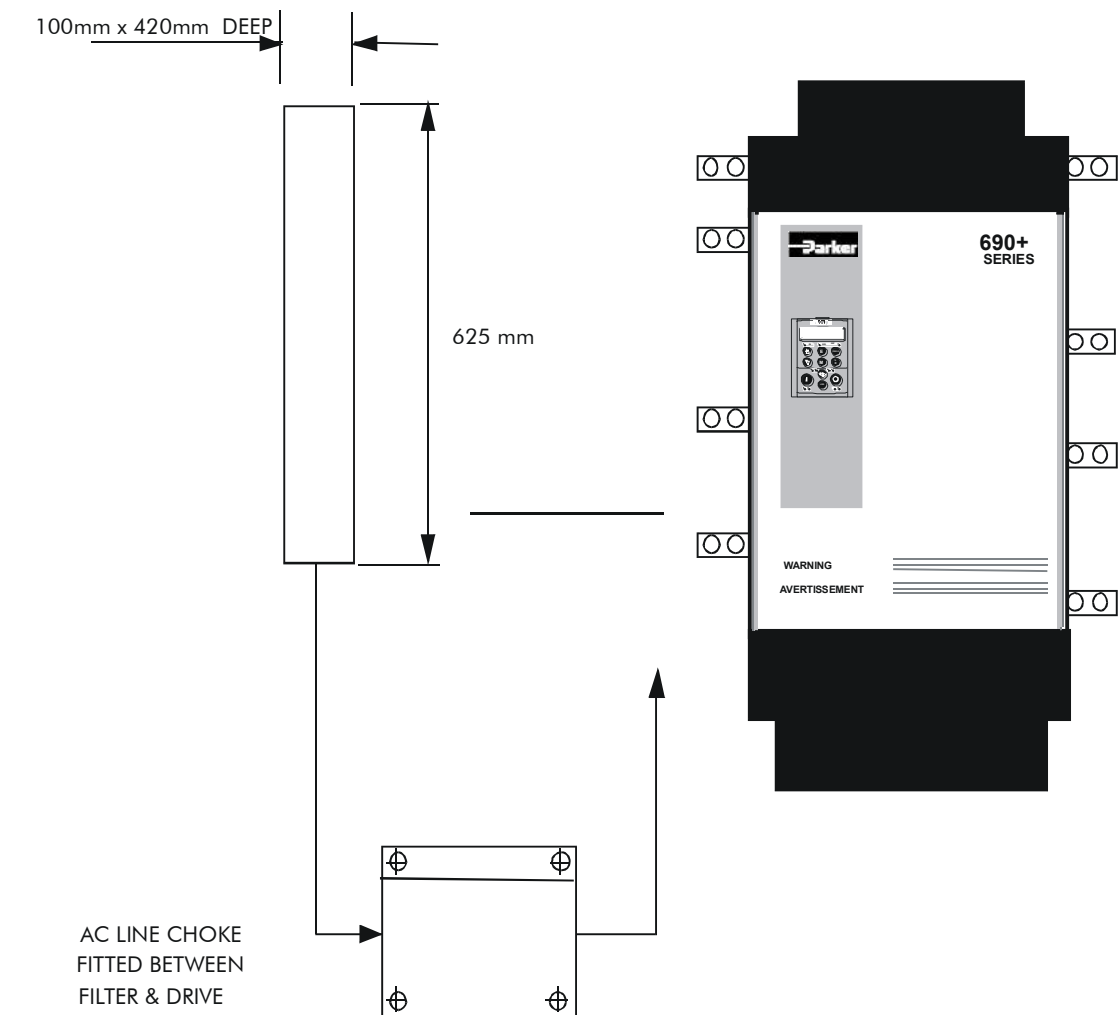 100mm x 420mm DEEP
625 mm
Parker
690+
SERIES
WARNING
AVERTISSEMENT
AC LINE CHOKE
FITTED BETWEEN
FILTER & DRIVE